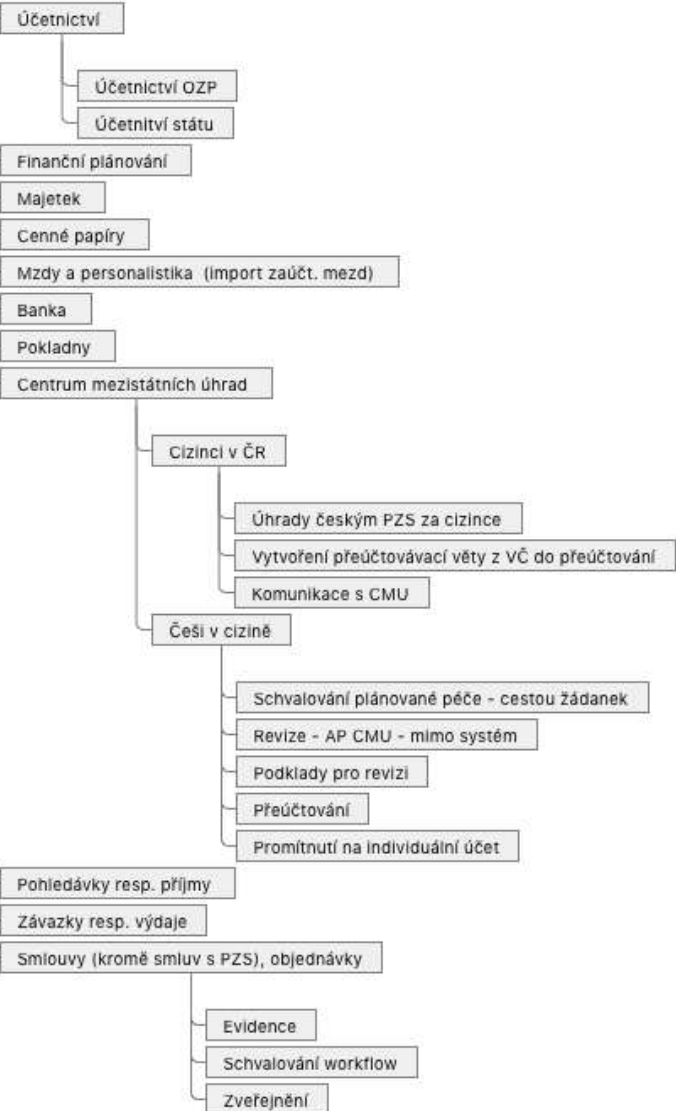 Účetnictví
Účetnictví OZP
Účetnitví státu
Finanční plánování
Majetek
Cenné papíry
Mzdy a personalistika (import zaúčt. mezd)
Banka
Pokladny
Centrum mezistátních úhrad
Cizinci v ČR
Úhrady českým PZS za cizince
Vytvoření přeúčtovávací věty z VČ do přeúčtování
Komunikace s CMU
Češi v cizině
Schvalování plánované péče - cestou žádanek
Revize - AP CMU - mimo systém
Podklady pro revizi
Přeúčtování
Promítnutí na individuální účet
Pohledávky resp. příjmy
Závazky resp. výdaje
Smlouvy (kromě smluv s PZS), objednávky
Evidence
Schvalování workflow
Zveřejnění